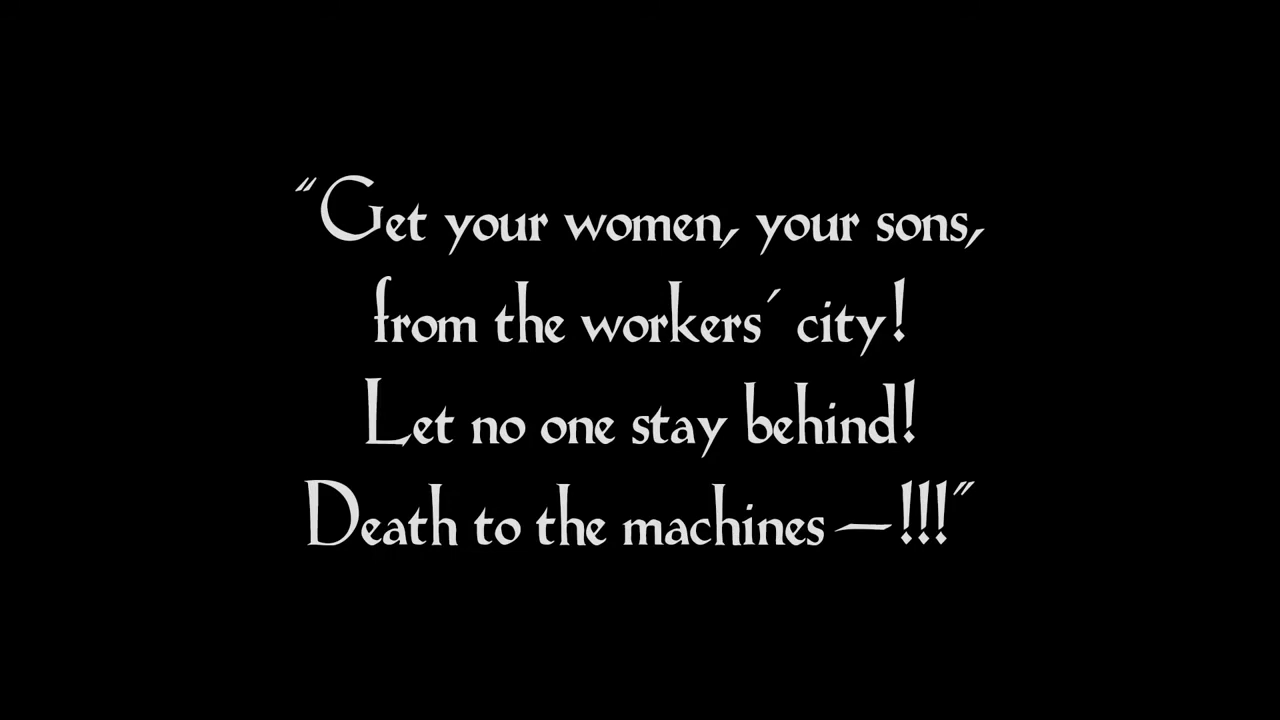 “Get your women, your sons,
from the workers´ city!
Let no one stay behind!
Death to the machines —!!!”